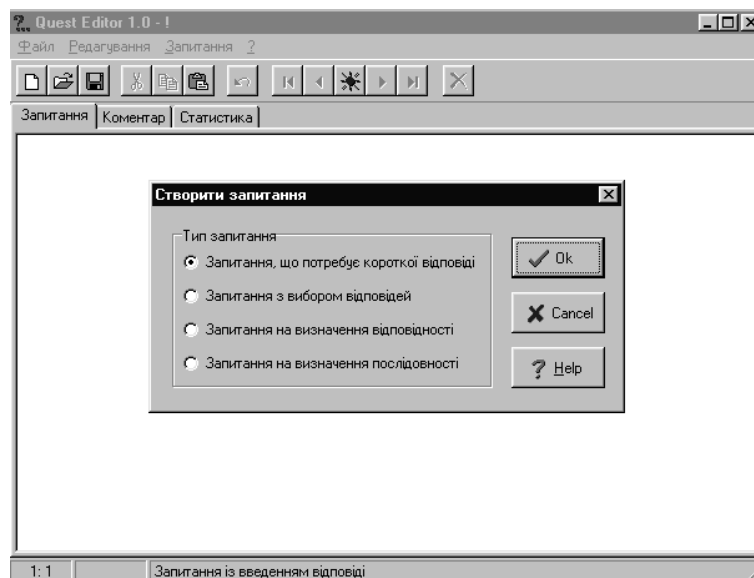 Quest Editor 1.0 - !
Файл Редагування Запитання ?
Запитання Коментар Статистика
Створити запитання
Тип запитання
Запитання, що потребує короткої відповіді
Запитання з вибором відповідей
Запитання на визначення відповідності
Запитання на визначення послідовності
Ok
Cancel
Help
1: 1 Запитання із введенням відповіді